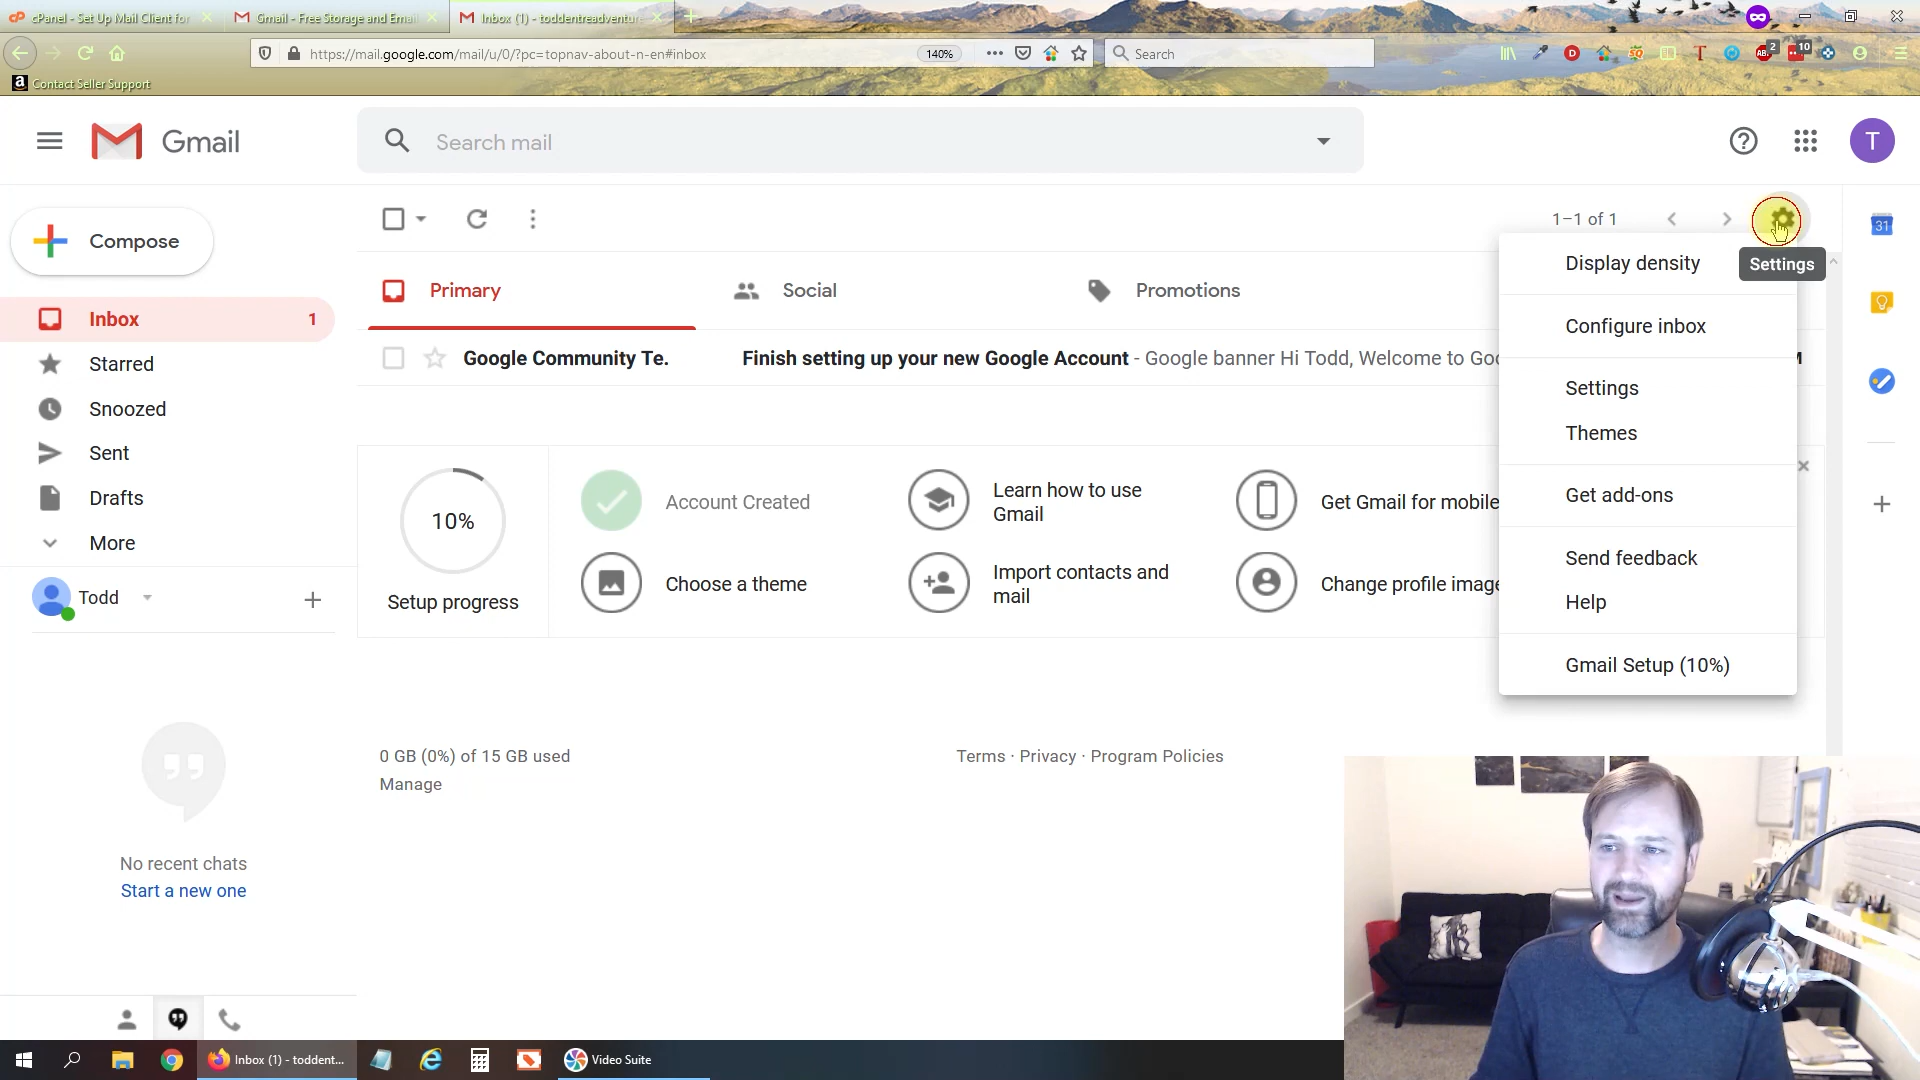 cPanel - Set Up Mail Client for
Gmail - Free Storage and Email
Inbox (1) - toddentreadventure
https://mail.google.com/mail/u/0/?pc=topnav-about-n-en#inbox
140%
Search
2
10
Contact Seller Support
Gmail
Search mail
T
Compose
1–1 of 1
31
Display density
Settings
Primary
Social
Promotions
Inbox
1
Configure inbox
Google Community Te.
Finish setting up your new Google Account - Google banner Hi Todd, Welcome to Goo
M
Starred
Settings
Snoozed
Themes
Sent
Drafts
More
10%
Setup progress
Account Created
Learn how to use
Gmail
Get Gmail for mobile
Get add-ons
Choose a theme
Import contacts and
mail
Change profile image
Send feedback
Help
Gmail Setup (10%)
Todd
0 GB (0%) of 15 GB used
Manage
Terms · Privacy · Program Policies
No recent chats
Start a new one
Inbox (1) - toddent...
Video Suite